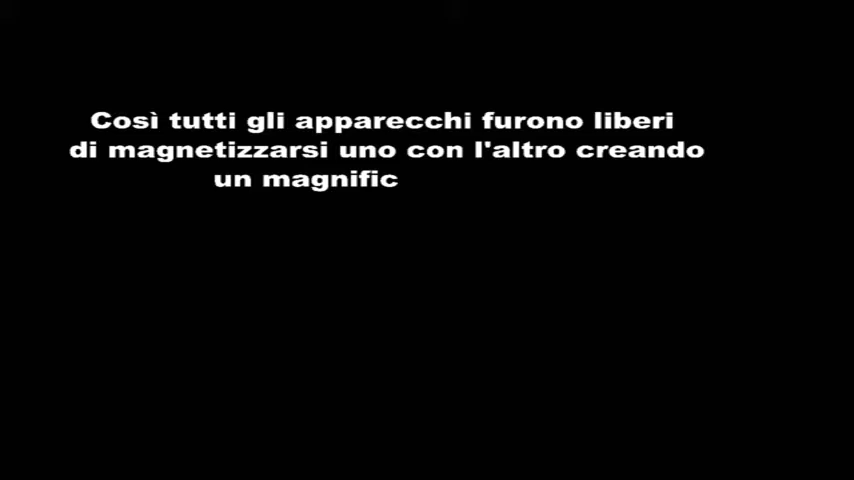 Così tutti gli apparecchi furono liberi
di magnetizzarsi uno con l'altro creando
un magnific